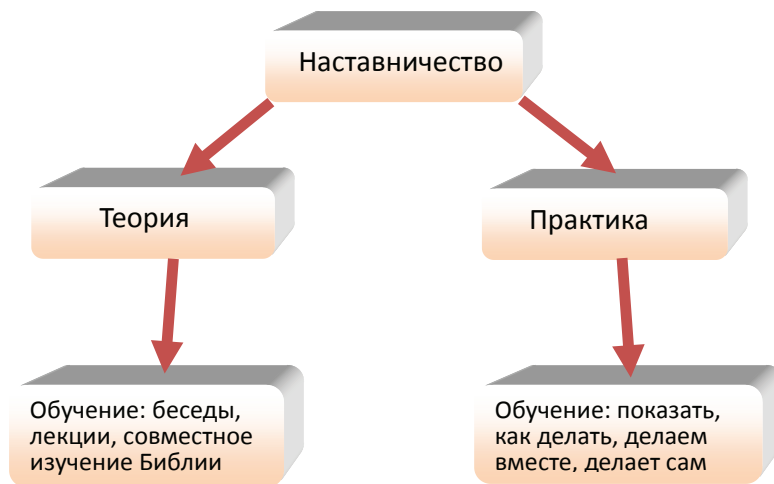 Наставничество
Теория
Практика
Обучение: беседы,
лекции, совместное
изучение Библии
Обучение: показать,
как делать, делаем
вместе, делает сам